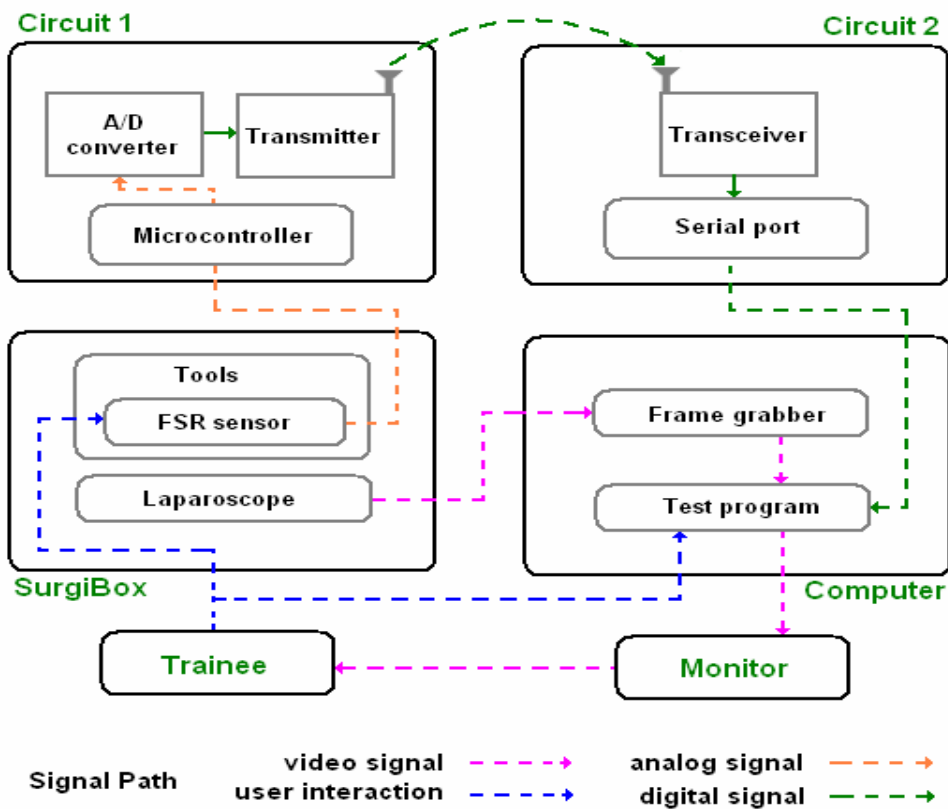 Circuit 1
Circuit 2
A/D
converter
Transmitter
Transceiver
Microcontroller
Serial port
Tools
FSR sensor
Frame grabber
Laparoscope
Test program
SurgiBox
Computer
Trainee
Monitor
Signal Path
video signal
analog signal
user interaction
digital signal